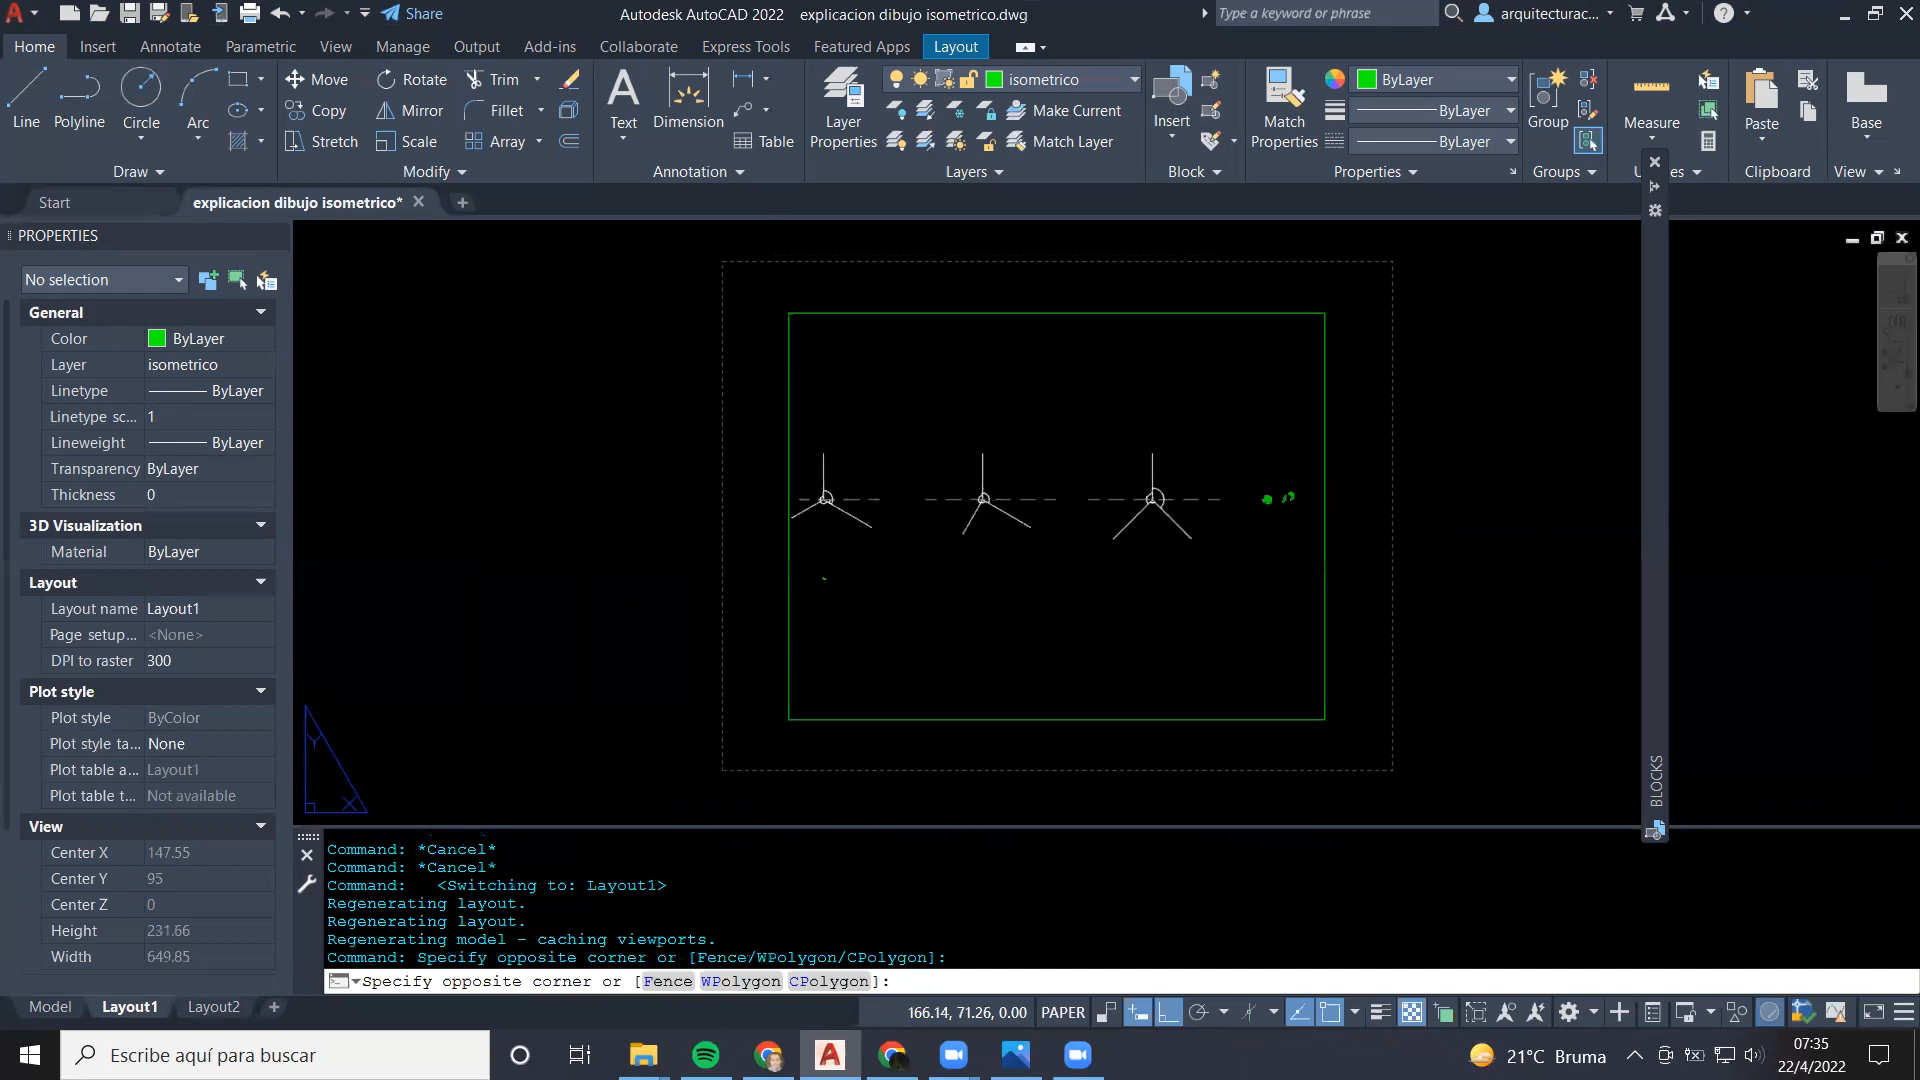 Share
Autodesk AutoCAD 2022 explicacion dibujo isometrico.dwg
Type a keyword or phrase
arquitecturac...
Home Insert Annotate Parametric View Manage Output Add-ins Collaborate Express Tools Featured Apps Layout
Line Polyline Circle Arc
Move Rotate Trim
Copy Mirror Fillet
Stretch Scale Array
Text Dimension Table
Layer Properties
isometrico
Make Current
Match Layer
Insert
Match Properties
ByLayer
ByLayer
ByLayer
Group
Measure
Paste
Base
Draw Modify Annotation Layers Block Properties Groups Clipboard View
Start
explicacion dibujo isometrico*
PROPERTIES
No selection
General
Color ByLayer
Layer isometrico
Linetype ByLayer
Linetype sc... 1
Lineweight ByLayer
Transparency ByLayer
Thickness 0
3D Visualization
Material ByLayer
Layout
Layout name Layout1
Page setup... <None>
DPI to raster 300
Plot style
Plot style ByColor
Plot style ta... None
Plot table a... Layout1
Plot table t... Not available
View
Center X 147.55
Center Y 95
Center Z 0
Height 231.66
Width 649.85
Y
X
BLOCKS
Command: *Cancel*
Command: *Cancel*
Command: <Switching to: Layout1>
Regenerating layout.
Regenerating layout.
Regenerating model - caching viewports.
Command: Specify opposite corner or [Fence/WPolygon/CPolygon]:
Specify opposite corner or [Fence WPolygon CPolygon]:
Model Layout1 Layout2
166.14, 71.26, 0.00 PAPER
Escribe aquí para buscar
21°C Bruma
07:35
22/4/2022